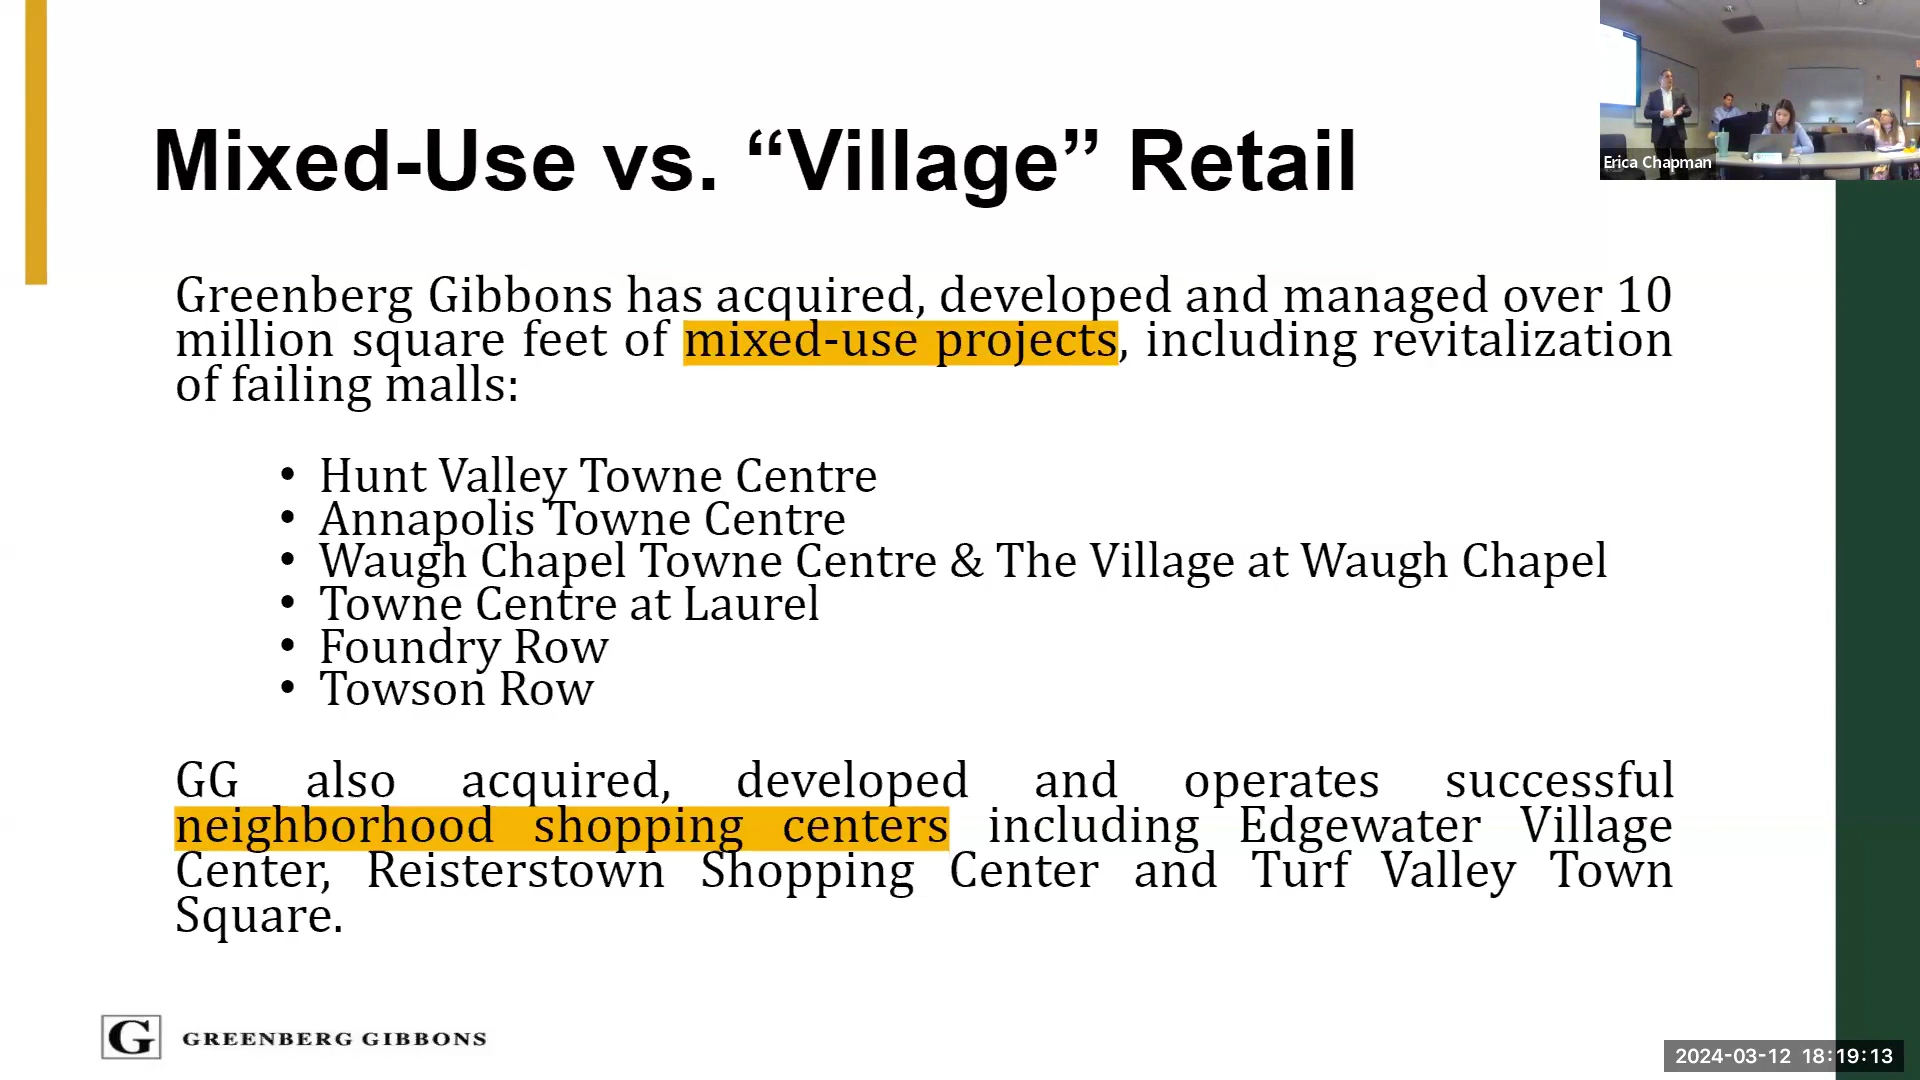 Erica Chapman
Mixed-Use vs. “Village” Retail
Greenberg Gibbons has acquired, developed and managed over 10
million square feet of mixed-use projects, including revitalization
of failing malls:
• Hunt Valley Towne Centre
• Annapolis Towne Centre
• Waugh Chapel Towne Centre & The Village at Waugh Chapel
• Towne Centre at Laurel
• Foundry Row
• Towson Row
GG also acquired, developed and operates successful
neighborhood shopping centers including Edgewater Village
Center, Reisterstown Shopping Center and Turf Valley Town
Square.
G GREENBERG GIBBONS
2024-03-12 18:19:13